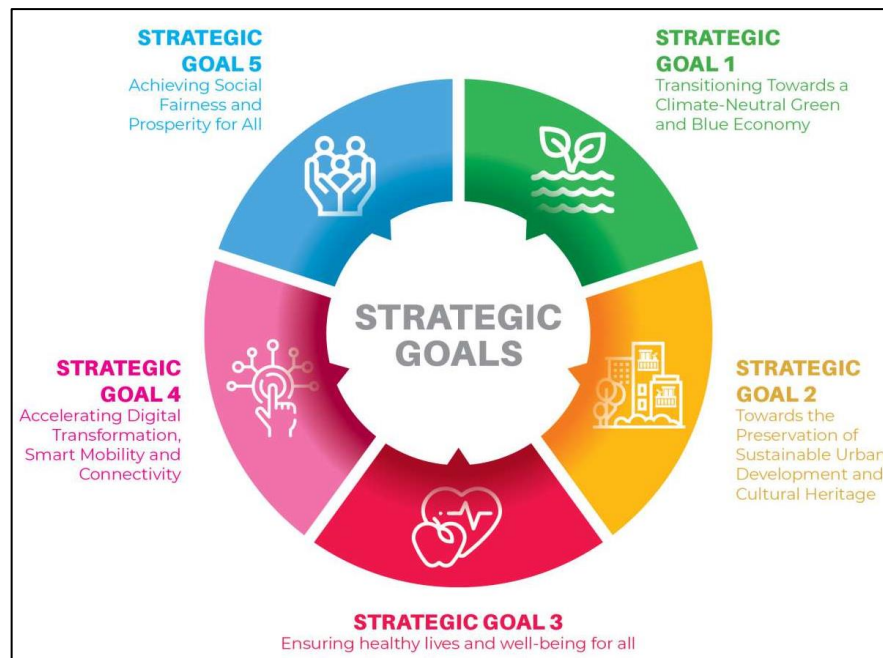 STRATEGIC
GOAL 5
Achieving Social
Fairness and
Prosperity for All
STRATEGIC
GOAL 1
Transitioning Towards a
Climate-Neutral Green
and Blue Economy
STRATEGIC
GOALS
STRATEGIC
GOAL 4
Accelerating Digital
Transformation,
Smart Mobility and
Connectivity
STRATEGIC
GOAL 2
Towards the
Preservation of
Sustainable Urban
Development and
Cultural Heritage
STRATEGIC GOAL 3
Ensuring healthy lives and well-being for all